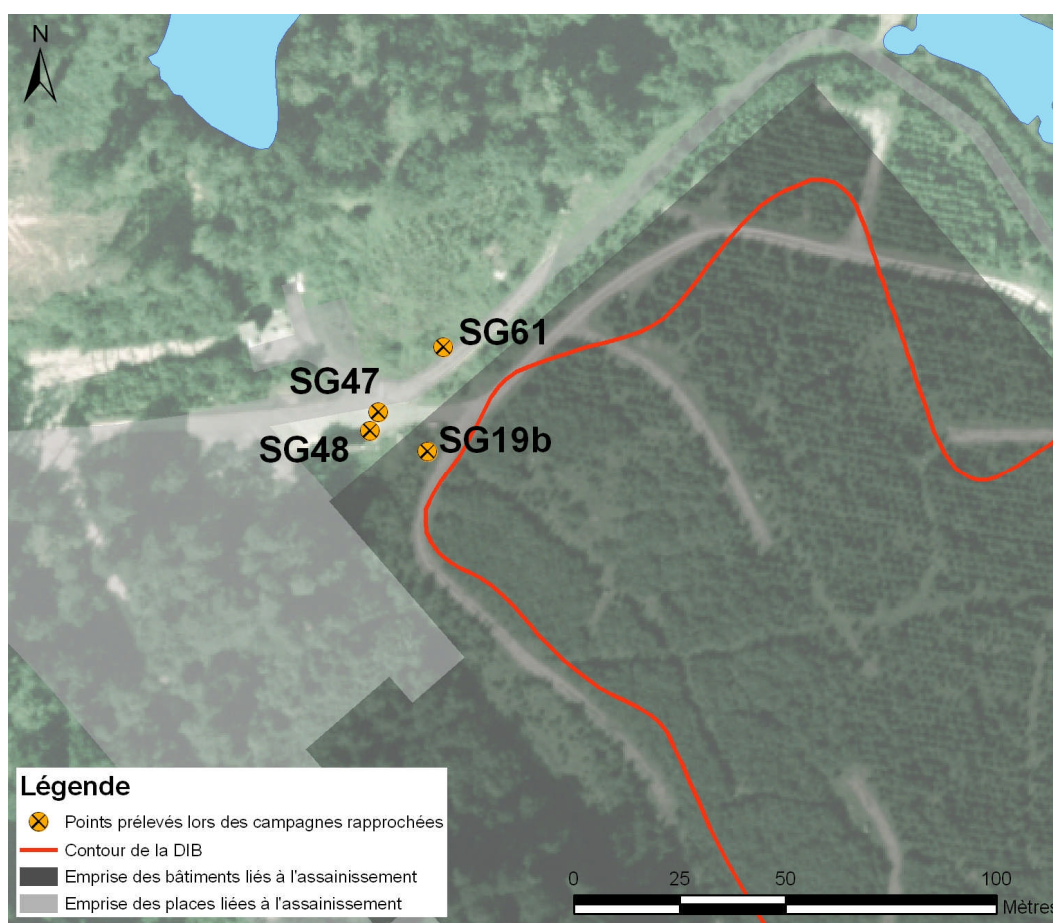 N
SG61
SG47
SG48
SG19b
Légende
Points prélevés lors des campagnes rapprochées
Contour de la DIB
Emprise des bâtiments liés à l'assainissement
Emprise des places liées à l'assainissement
0 25 50 100
Mètres